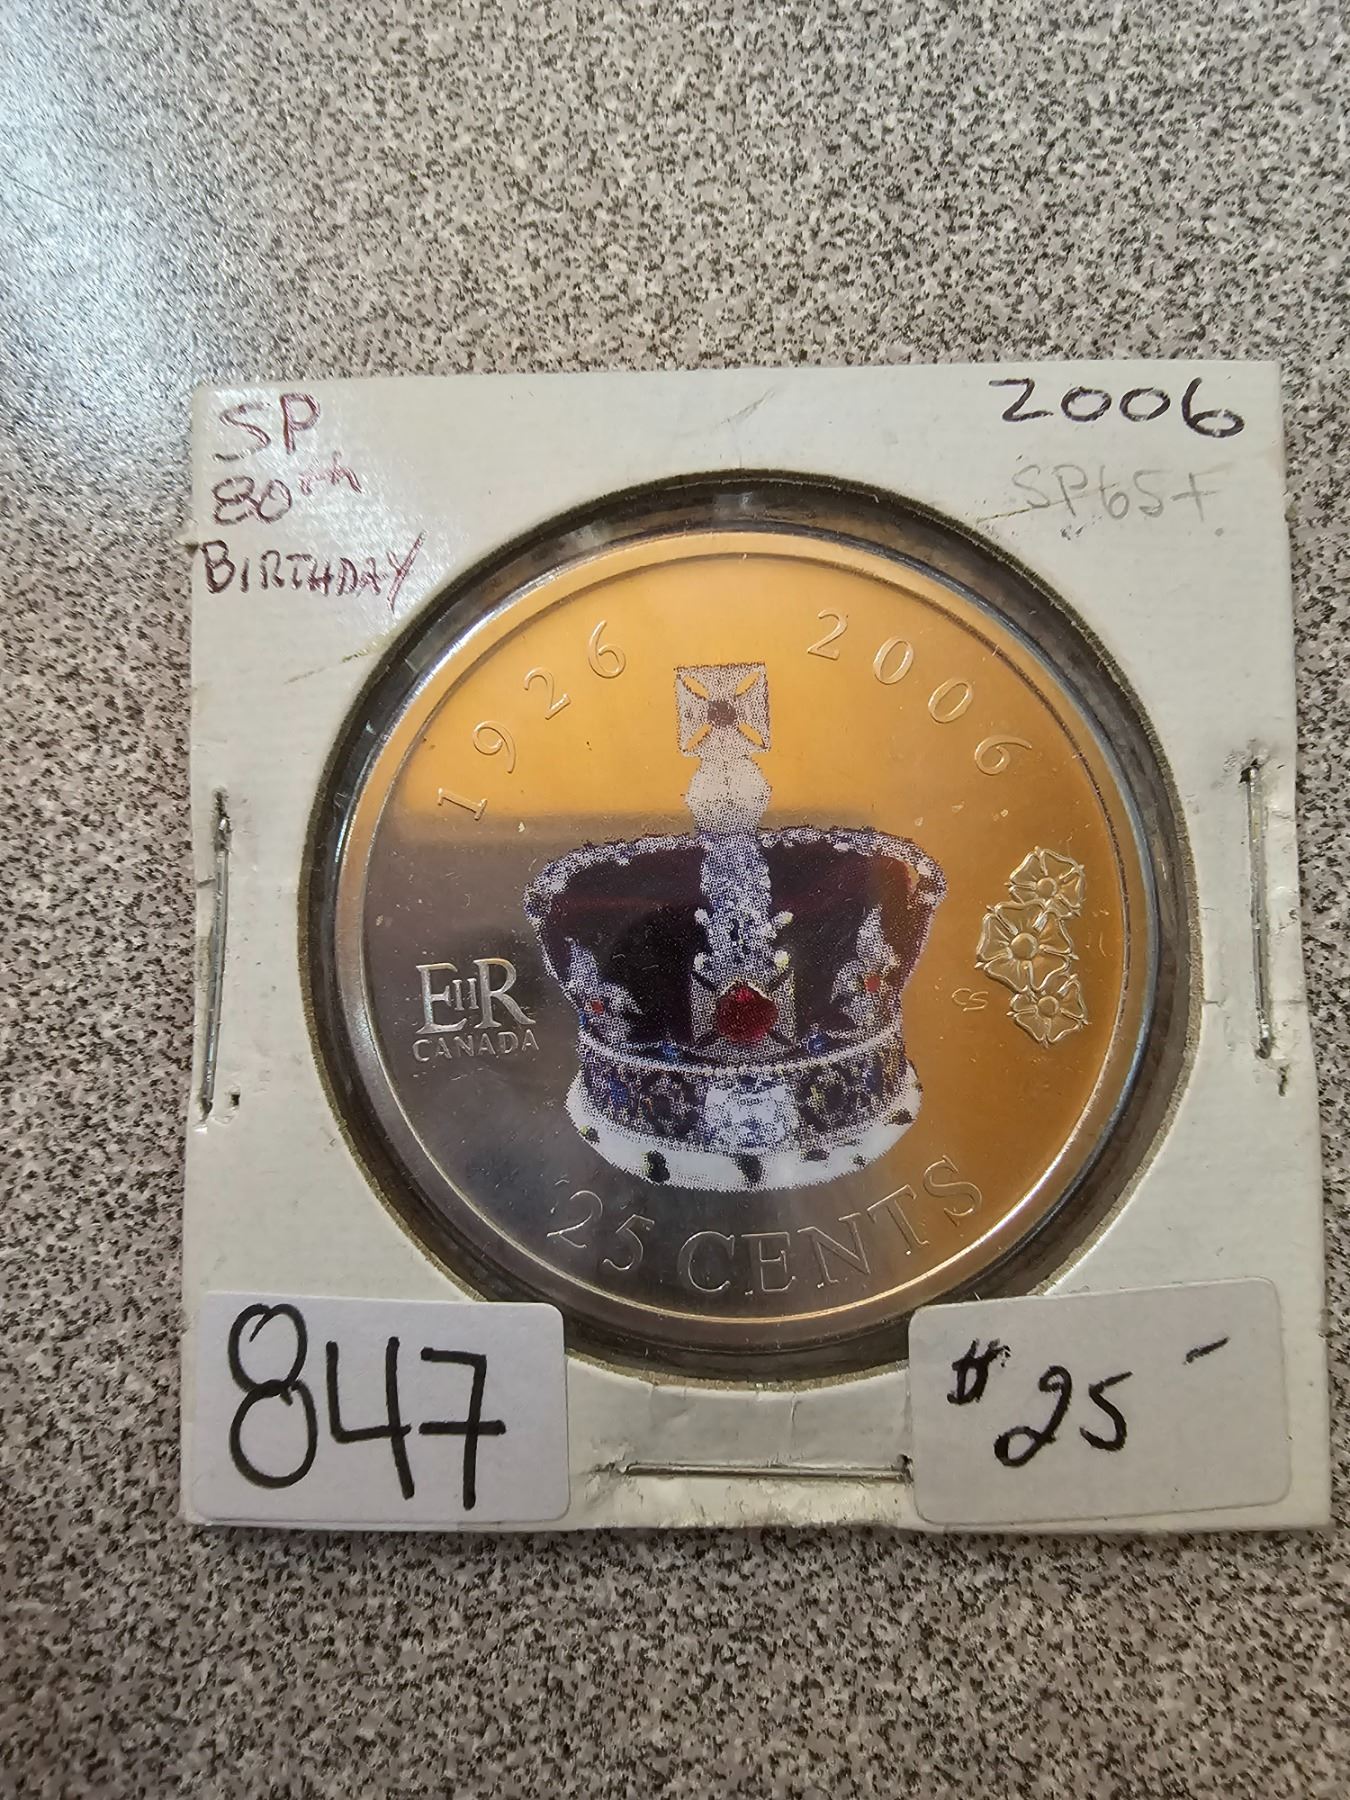 SP
80th
BIRTHDAY
2006
SP65+
1926 2006
EIIR
CANADA
CS
25 CENTS
847
$25-